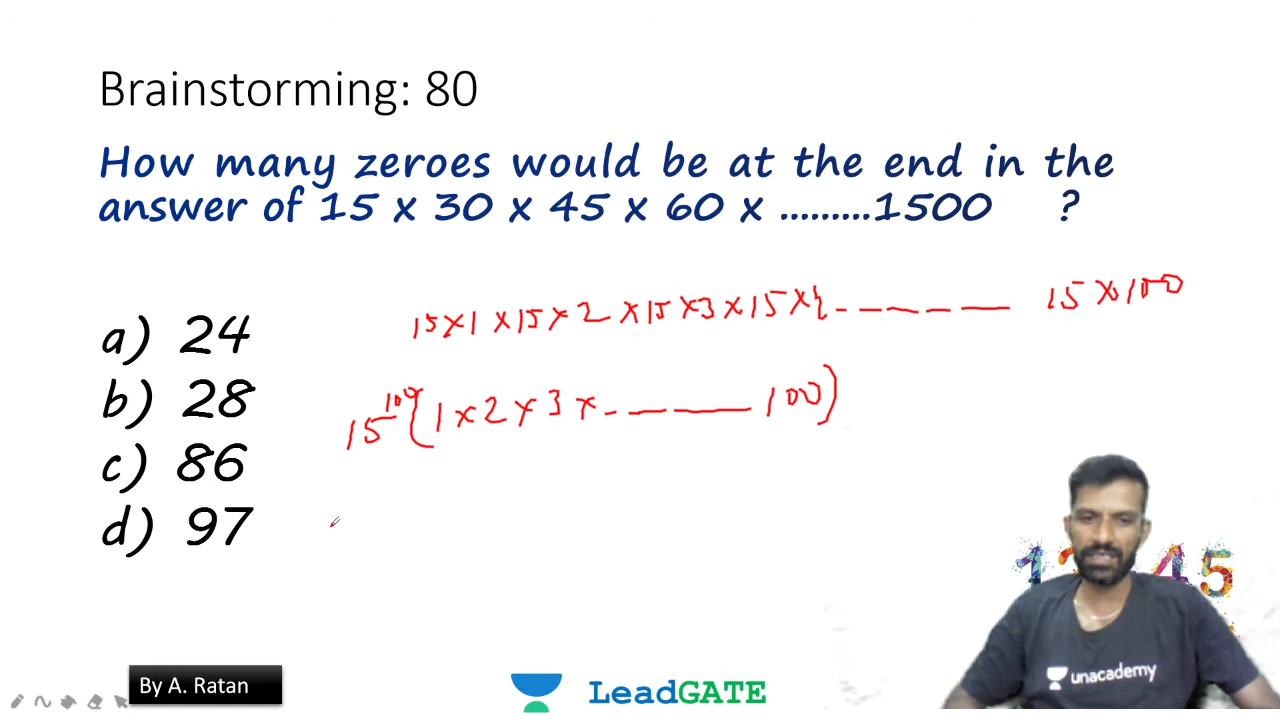 Brainstorming: 80
How many zeroes would be at the end in the
answer of 15 x 30 x 45 x 60 x .........1500 ?
15 x 1 x 15 x 2 x 15 x 3 x 15 x 4 - - - - - 15 x 100
15^100 (1 x 2 x 3 x - - - - 100)
a) 24
b) 28
c) 86
d) 97
unacademy
By A. Ratan
LeadGATE